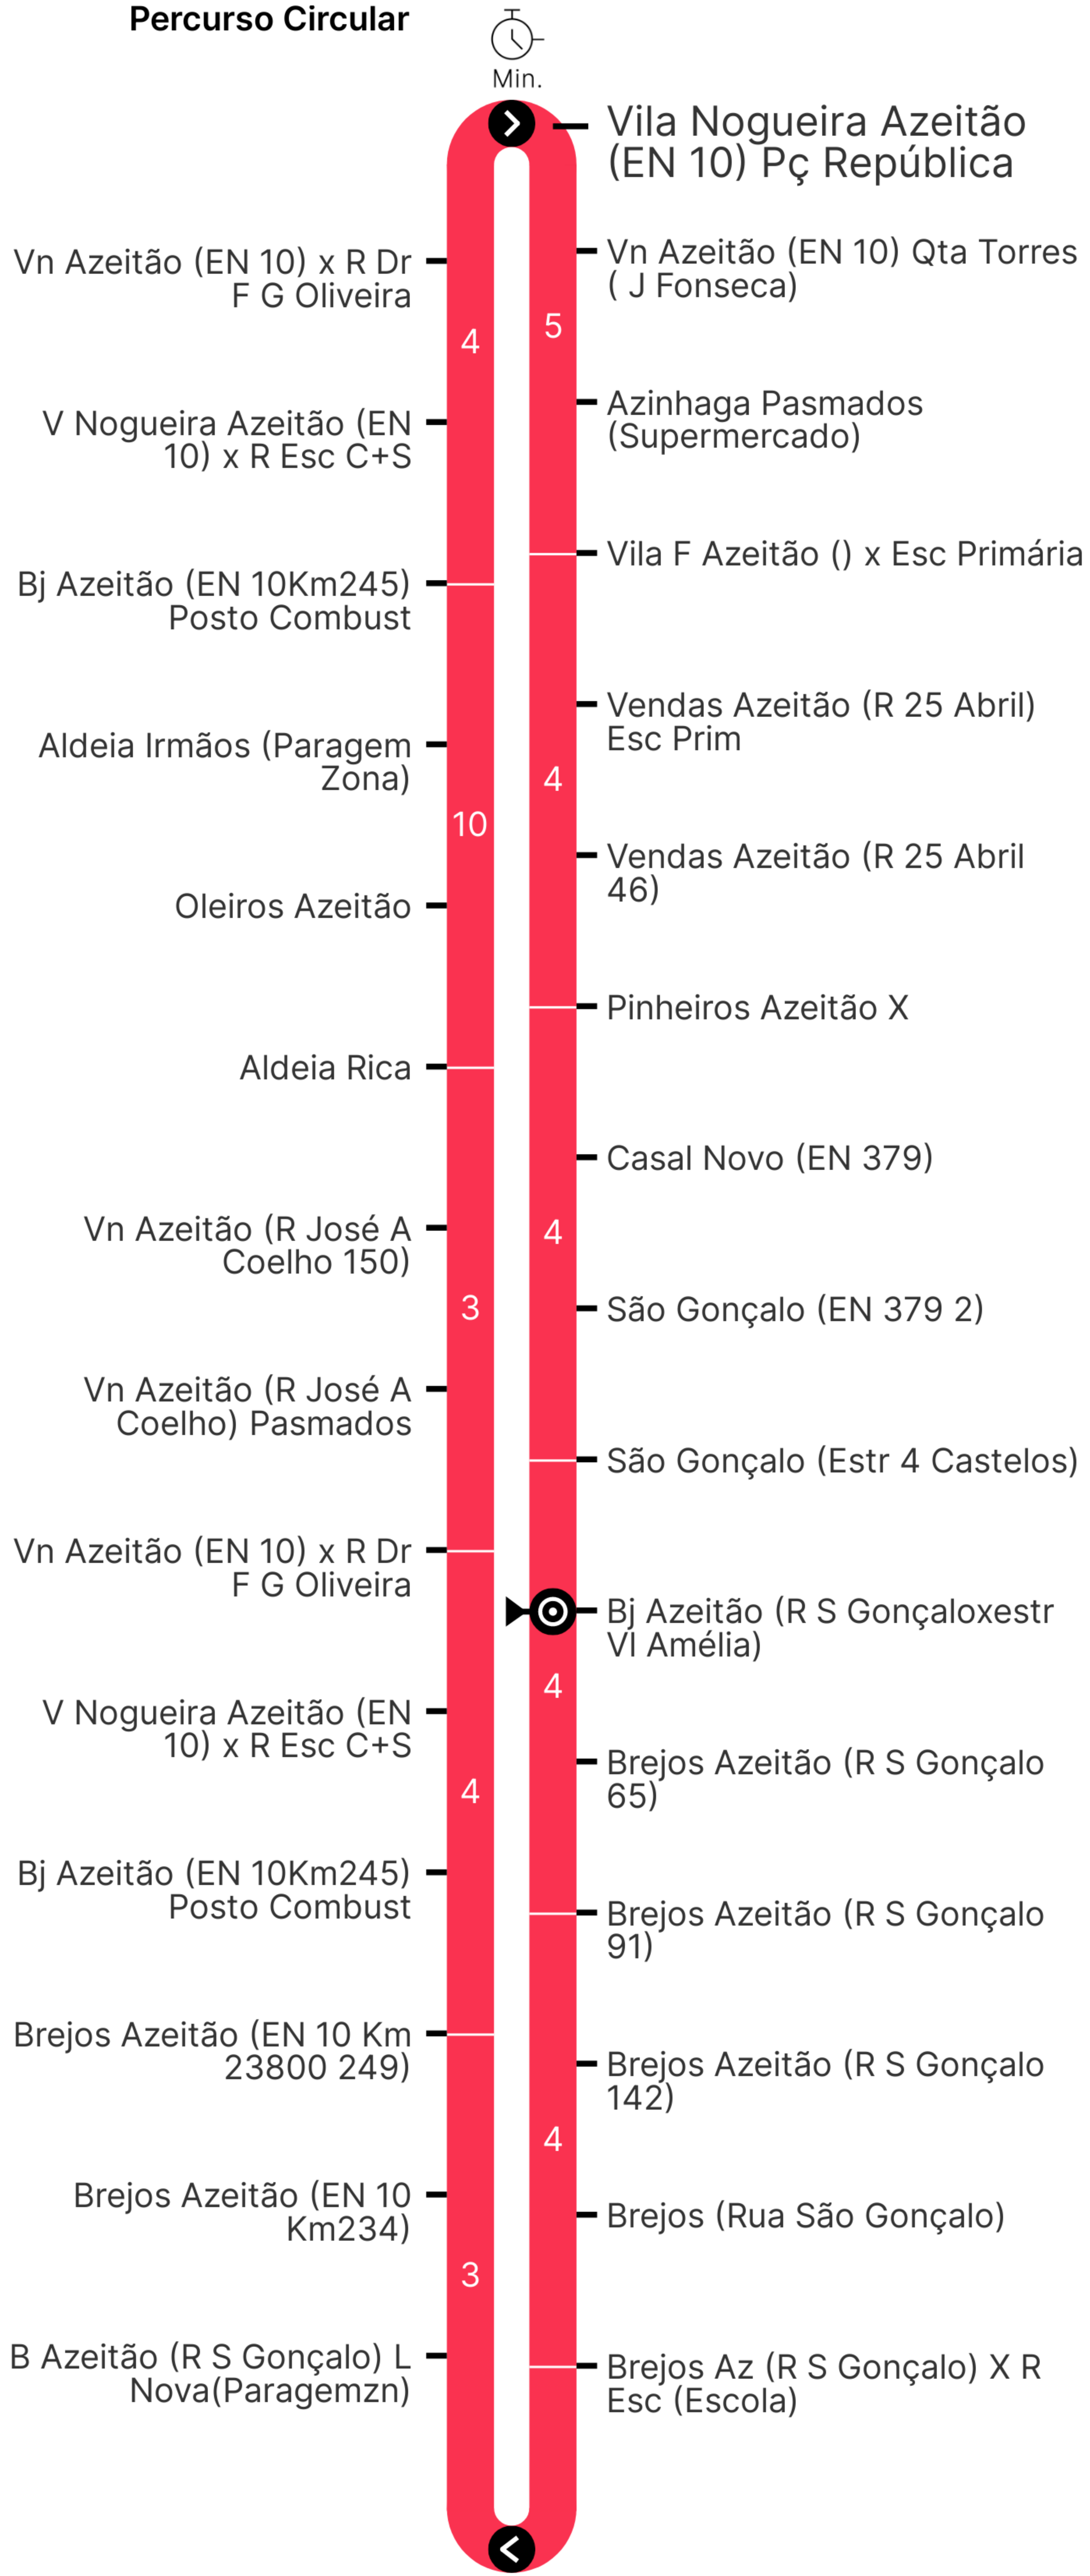 Percurso Circular
Min.
Vila Nogueira Azeitão
(EN 10) Pç República
Vn Azeitão (EN 10) Qta Torres
( J Fonseca)
5
Azinhaga Pasmados
(Supermercado)
Vila F Azeitão () x Esc Primária
Vendas Azeitão (R 25 Abril)
Esc Prim
4
Vendas Azeitão (R 25 Abril
46)
Pinheiros Azeitão X
Casal Novo (EN 379)
4
São Gonçalo (EN 379 2)
São Gonçalo (Estr 4 Castelos)
Bj Azeitão (R S Gonçaloxestr
Vl Amélia)
4
Brejos Azeitão (R S Gonçalo
65)
Brejos Azeitão (R S Gonçalo
91)
Brejos Azeitão (R S Gonçalo
142)
4
Brejos (Rua São Gonçalo)
Brejos Az (R S Gonçalo) X R
Esc (Escola)
Vn Azeitão (EN 10) x R Dr
F G Oliveira
4
V Nogueira Azeitão (EN
10) x R Esc C+S
Bj Azeitão (EN 10Km245)
Posto Combust
Aldeia Irmãos (Paragem
Zona)
10
Oleiros Azeitão
Aldeia Rica
Vn Azeitão (R José A
Coelho 150)
3
Vn Azeitão (R José A
Coelho) Pasmados
Vn Azeitão (EN 10) x R Dr
F G Oliveira
V Nogueira Azeitão (EN
10) x R Esc C+S
4
Bj Azeitão (EN 10Km245)
Posto Combust
Brejos Azeitão (EN 10 Km
23800 249)
Brejos Azeitão (EN 10
Km234)
3
B Azeitão (R S Gonçalo) L
Nova(Paragemzn)